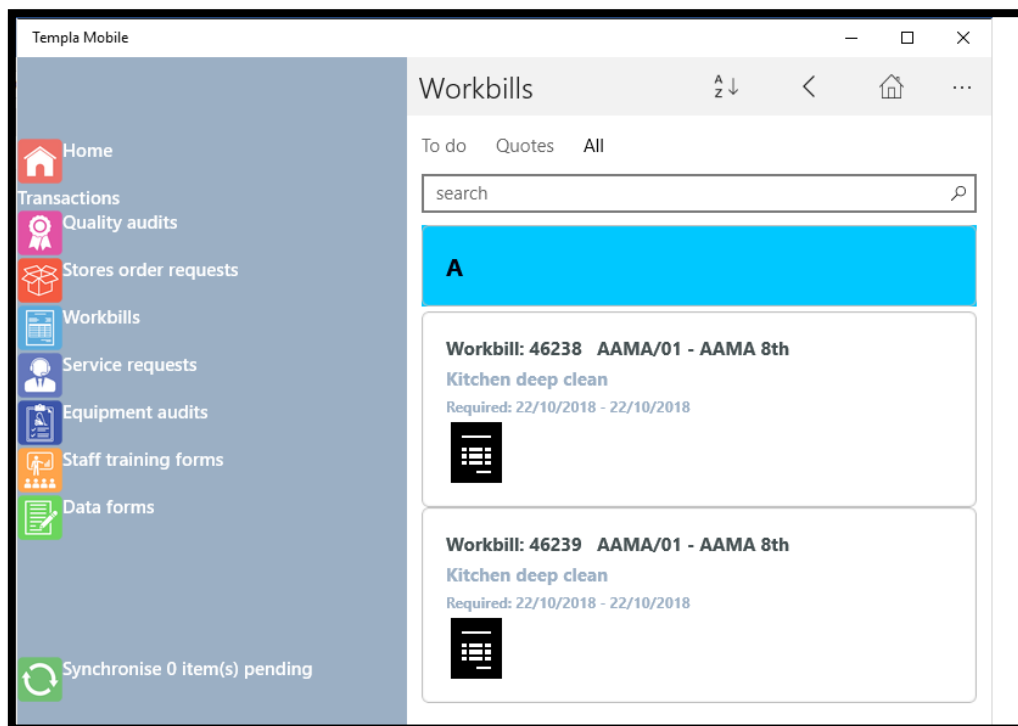 Templa Mobile
Home
Transactions
Quality audits
Stores order requests
Workbills
Service requests
Equipment audits
Staff training forms
Data forms
Synchronise 0 item(s) pending
Workbills
A
Z
To do Quotes All
search
A
Workbill: 46238 AAMA/01 - AAMA 8th
Kitchen deep clean
Required: 22/10/2018 - 22/10/2018
Workbill: 46239 AAMA/01 - AAMA 8th
Kitchen deep clean
Required: 22/10/2018 - 22/10/2018